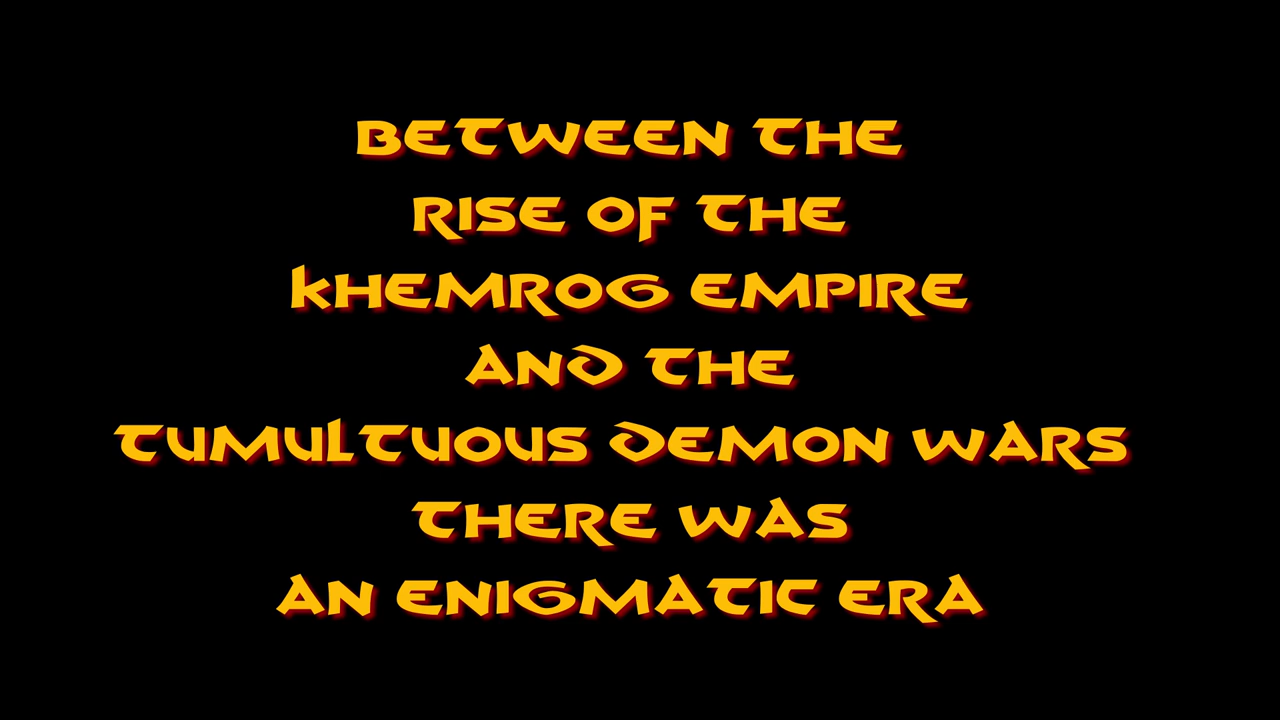 BETWEEN THE
RISE OF THE
KHEMROG EMPIRE
AND THE
TUMULTUOUS DEMON WARS
THERE WAS
AN ENIGMATIC ERA